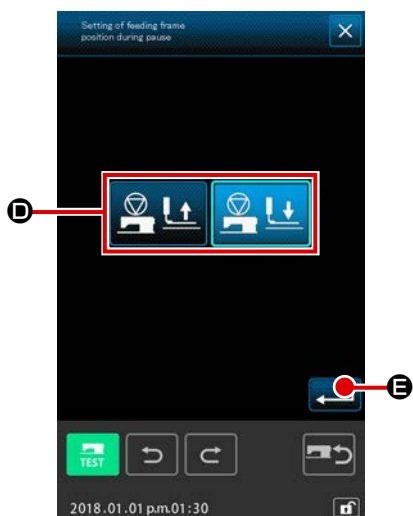 Setting of feeding frame
position during pause
D
E
TEST
2018.01.01 p.m.01:30